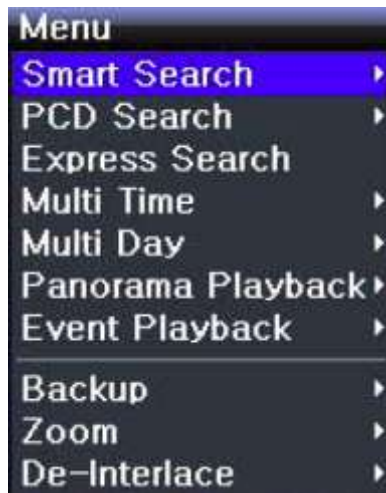 Menu
Smart Search
PCD Search
Express Search
Multi Time
Multi Day
Panorama Playback
Event Playback
Backup
Zoom
De-Interlace